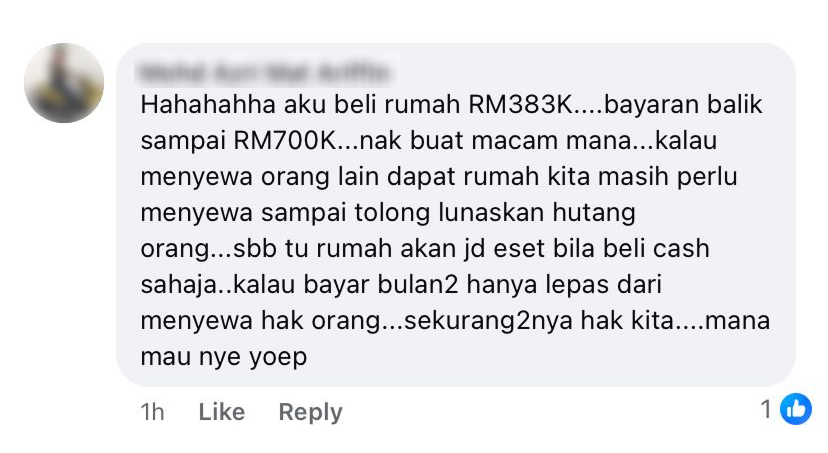 Hahahahha aku beli rumah RM383K....bayaran balik
sampai RM700K...nak buat macam mana...kalau
menyewa orang lain dapat rumah kita masih perlu
menyewa sampai tolong lunaskan hutang
orang...sbb tu rumah akan jd eset bila beli cash
sahaja..kalau bayar bulan2 hanya lepas dari
menyewa hak orang...sekurang2nya hak kita....mana
mau nye yoep
1h Like Reply 1